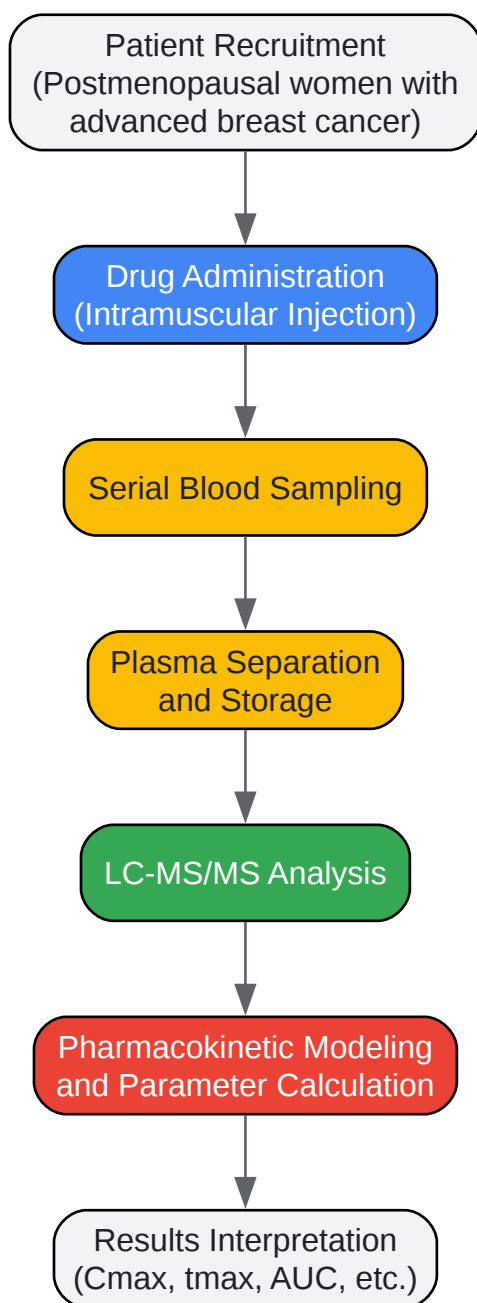 Patient Recruitment
(Postmenopausal women with
advanced breast cancer)
Drug Administration
(Intramuscular Injection)
Serial Blood Sampling
Plasma Separation
and Storage
LC-MS/MS Analysis
Pharmacokinetic Modeling
and Parameter Calculation
Results Interpretation
(Cmax, tmax, AUC, etc.)